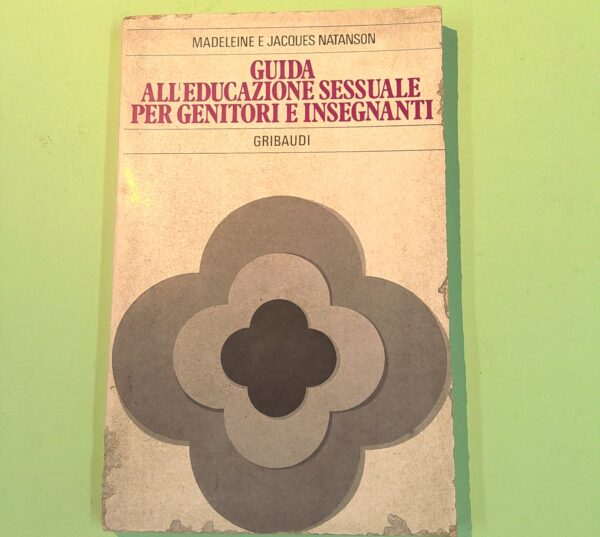 MADELEINE E JACQUES NATANSON
GUIDA
ALL'EDUCAZIONE SESSUALE
PER GENITORI E INSEGNANTI
GRIBAUDI